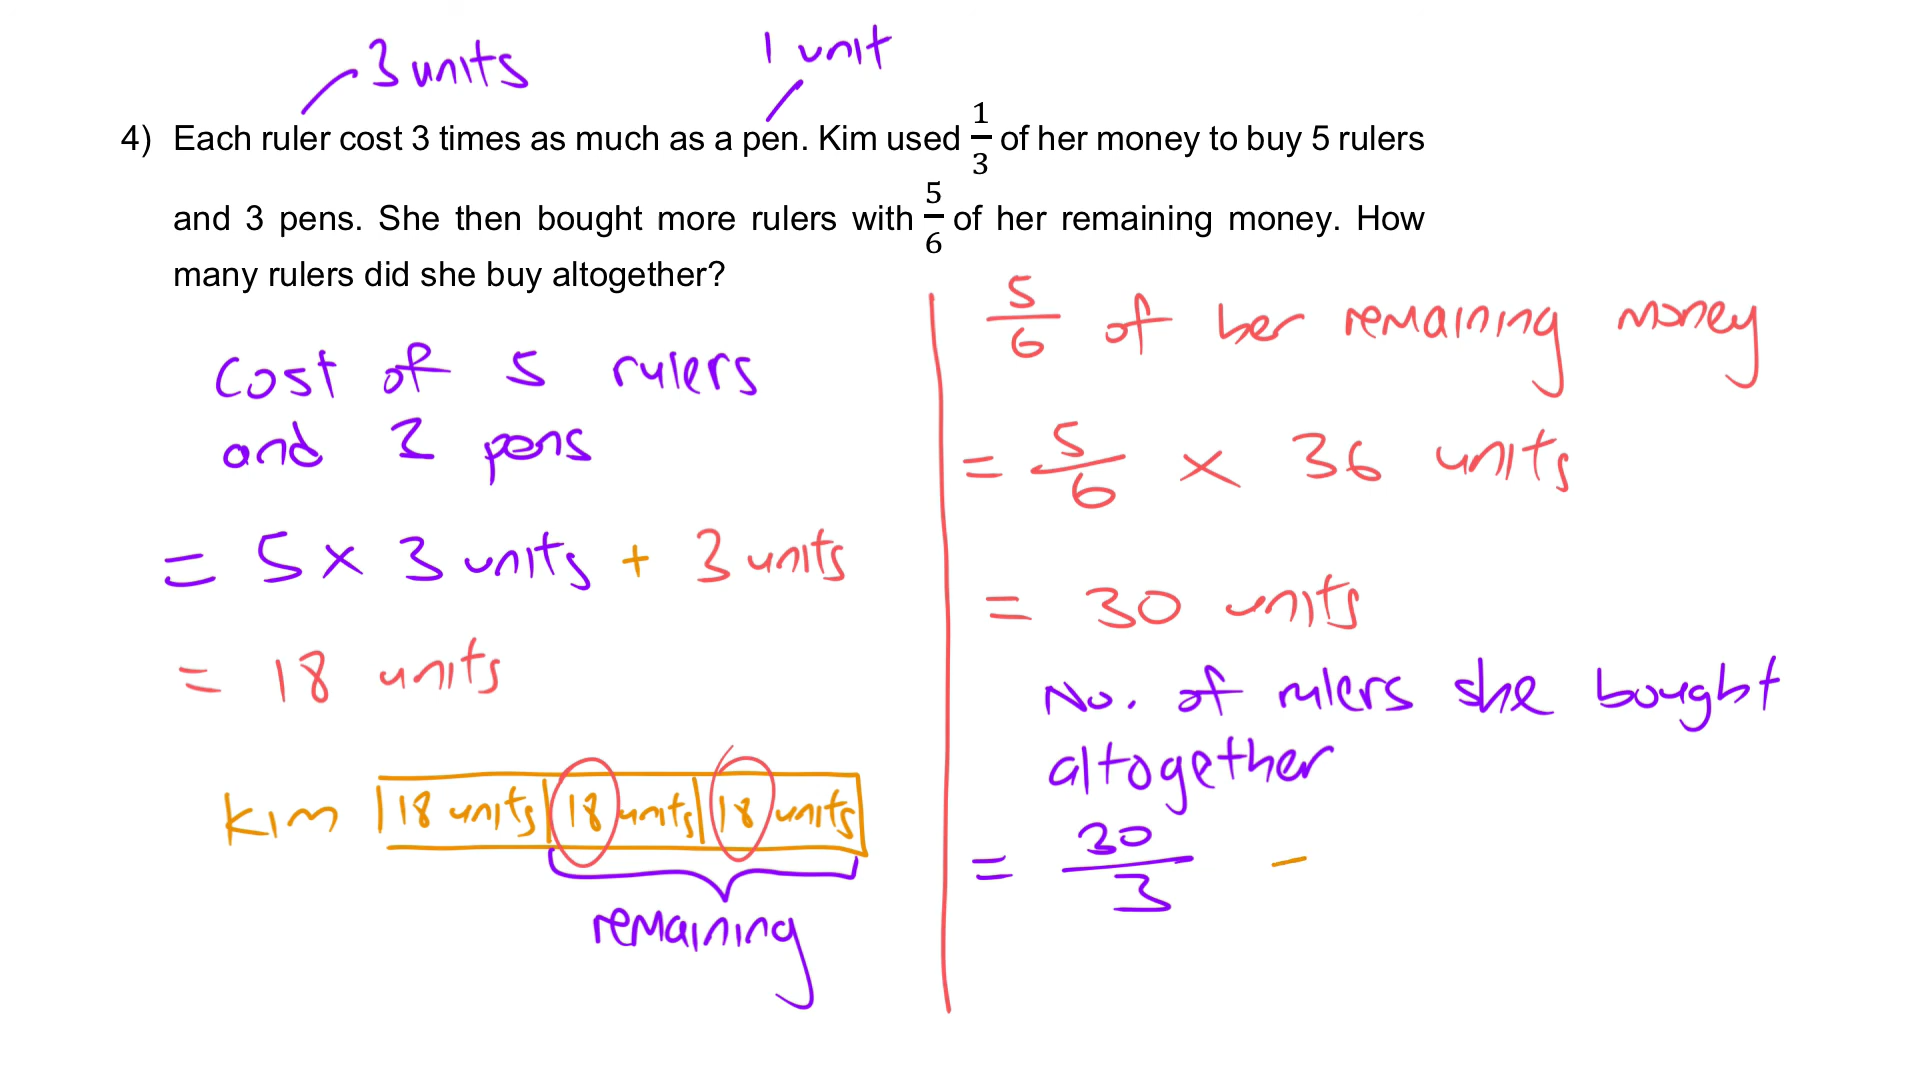 3 units
1 unit
4) Each ruler cost 3 times as much as a pen. Kim used 1/3 of her money to buy 5 rulers
and 3 pens. She then bought more rulers with 5/6 of her remaining money. How
many rulers did she buy altogether?
cost of 5 rulers
and 2 pens
= 5 × 3 units + 3 units
= 18 units
Kim 18 units 18 units 18 units
remaining
5/6 of her remaining money
= 5/6 × 36 units
= 30 units
No. of rulers she bought
altogether
= 30/3 -